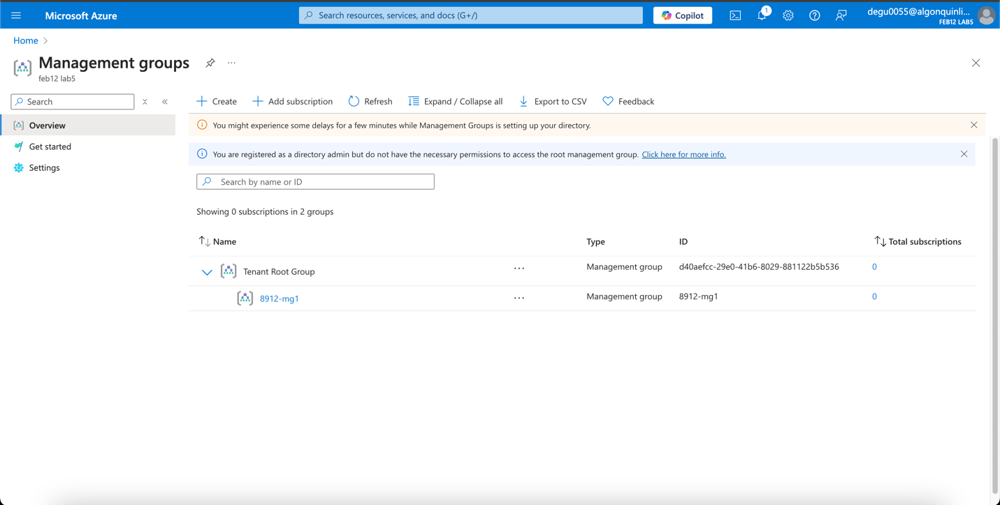 Microsoft Azure
Search resources, services, and docs (G+/)
Copilot
1
degu0055@algonquinli...
FEB12 LAB5
Home
Management groups
...
feb12 lab5
Search
Create
Add subscription
Refresh
Expand / Collapse all
Export to CSV
Feedback
Overview
Get started
Settings
You might experience some delays for a few minutes while Management Groups is setting up your directory.
You are registered as a directory admin but do not have the necessary permissions to access the root management group. Click here for more info.
Search by name or ID
Showing 0 subscriptions in 2 groups
Name Type ID Total subscriptions
Tenant Root Group ... Management group d40aefcc-29e0-41b6-8029-881122b5b536 0
8912-mg1 ... Management group 8912-mg1 0